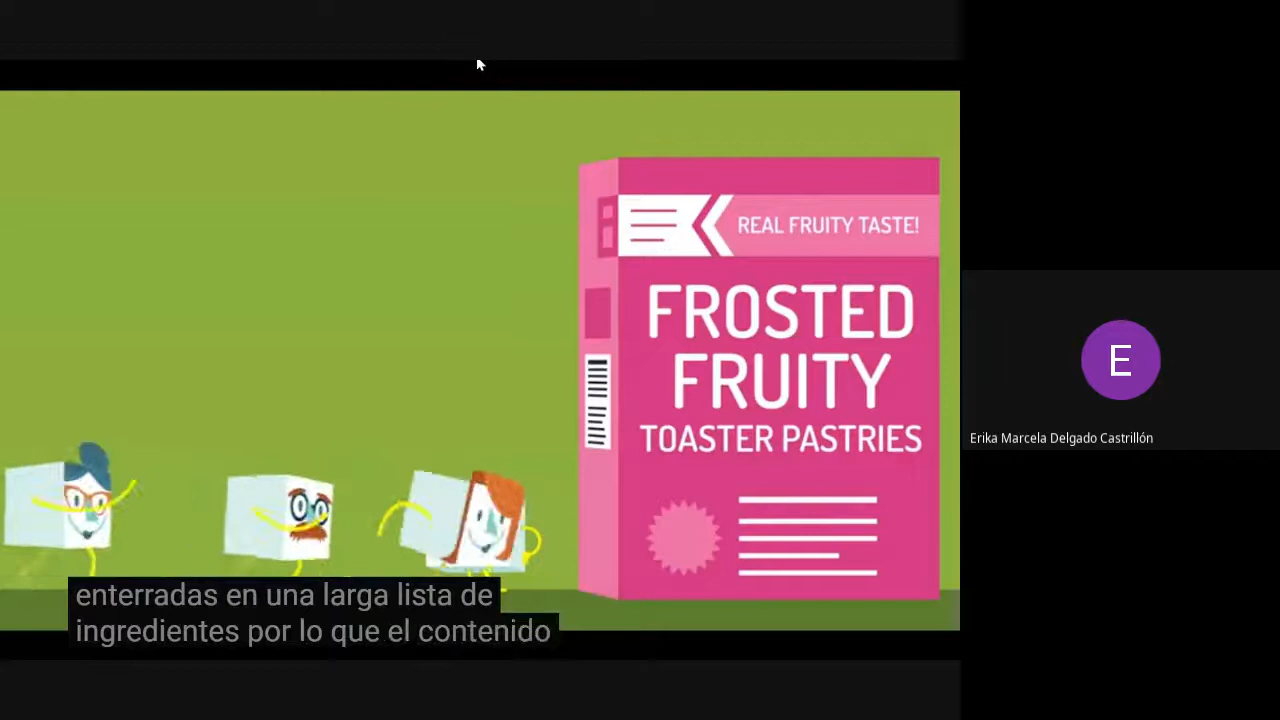 REAL FRUITY TASTE!
FROSTED
FRUITY
TOASTER PASTRIES
E
Erika Marcela Delgado Castrillón
enterradas en una larga lista de
ingredientes por lo que el contenido